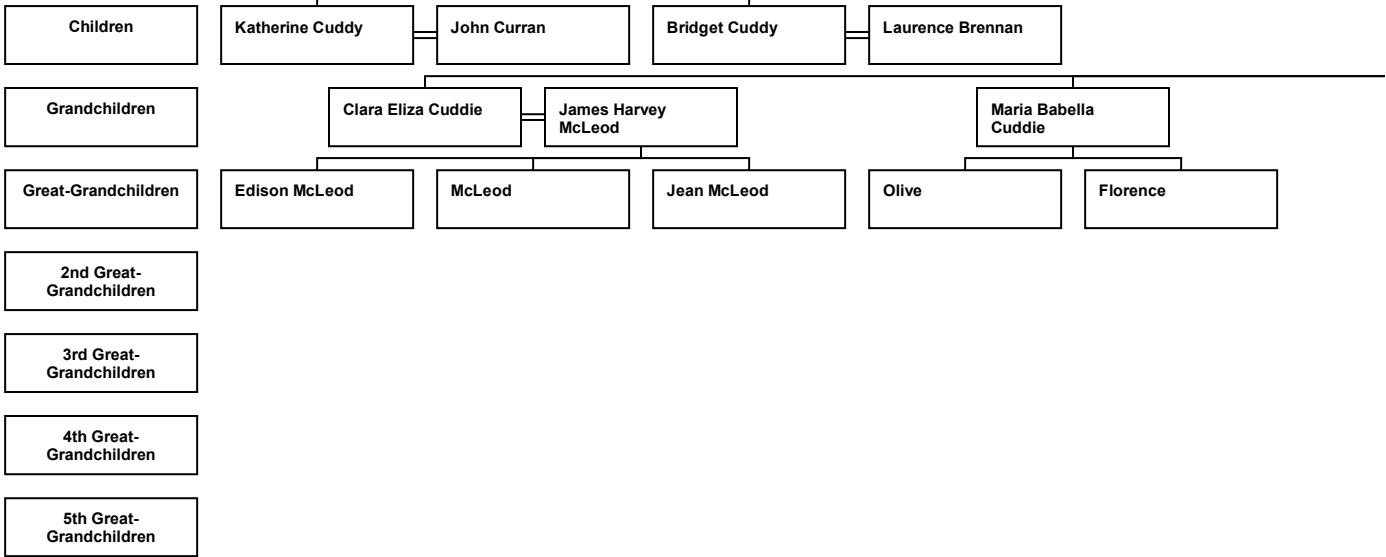 Children
Katherine Cuddy
John Curran
Bridget Cuddy
Laurence Brennan
Grandchildren
Clara Eliza Cuddie
James Harvey
McLeod
Maria Babella
Cuddie
Great-Grandchildren
Edison McLeod
McLeod
Jean McLeod
Olive
Florence
2nd Great-
Grandchildren
3rd Great-
Grandchildren
4th Great-
Grandchildren
5th Great-
Grandchildren